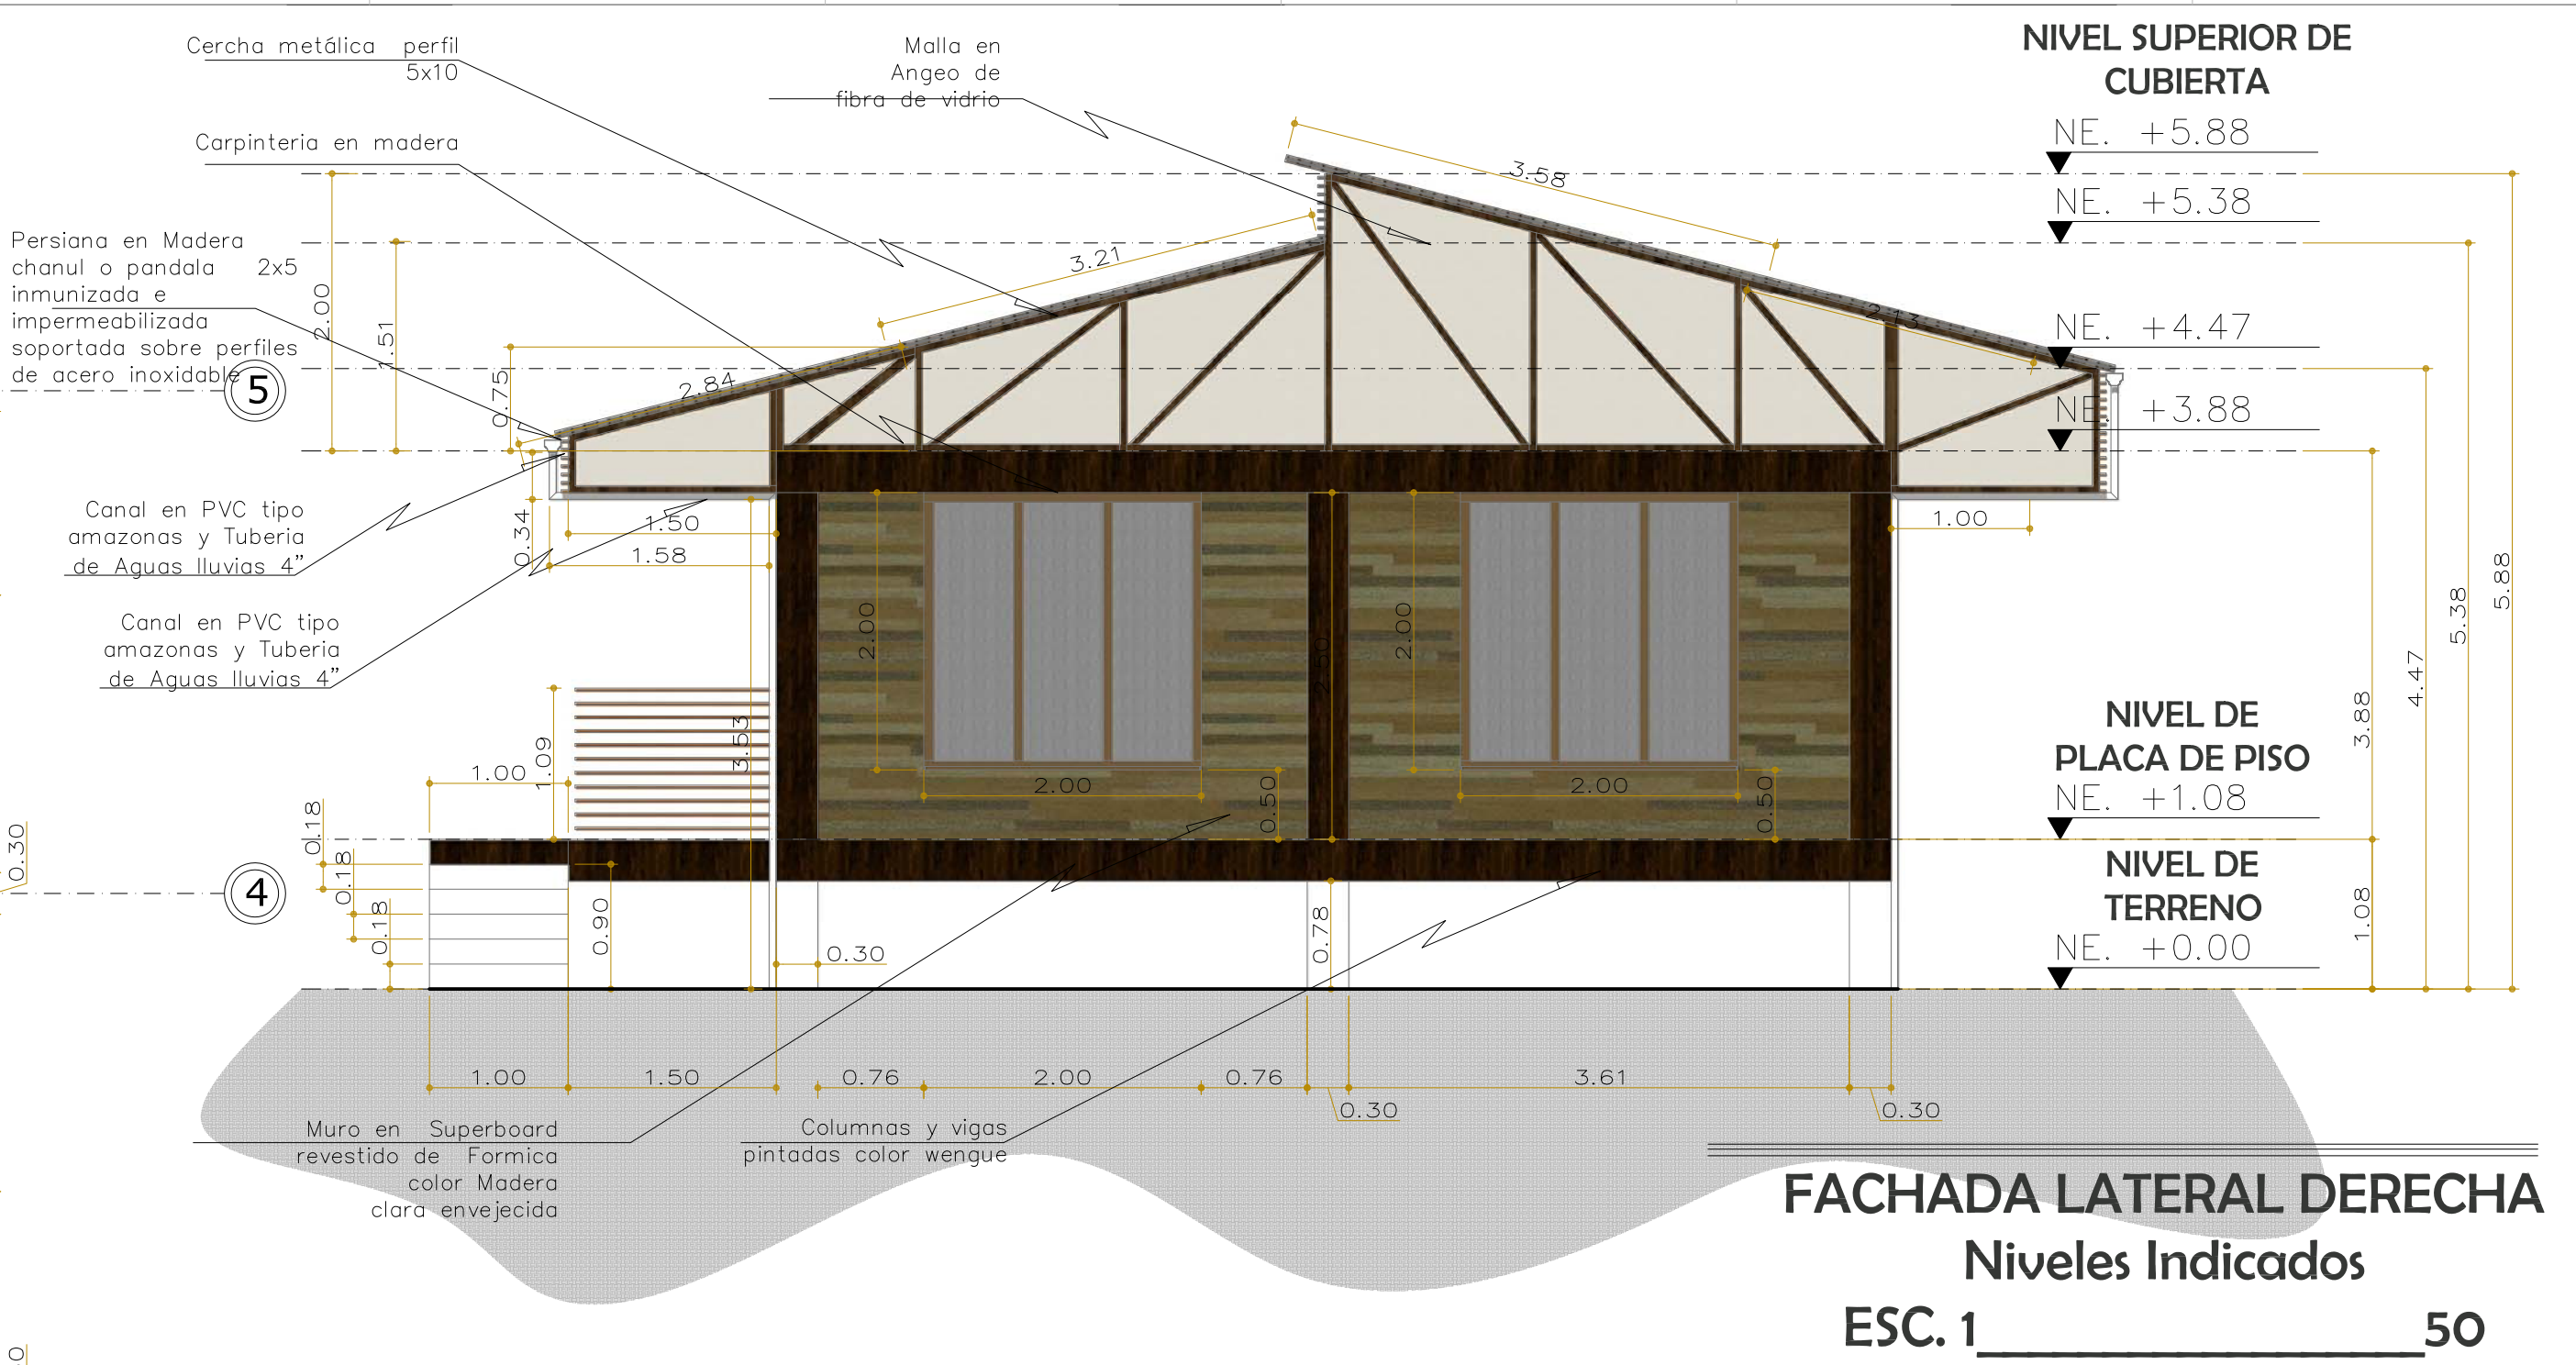 Cercha metálica perfil
5x10
Malla en
Angeo de
fibra de vidrio
NIVEL SUPERIOR DE
CUBIERTA
NE. +5.88
NE. +5.38
NE. +4.47
NE. +3.88
Carpinteria en madera
Persiana en Madera
chanul o pandala 2x5
inmunizada e
impermeabilizada
soportada sobre perfiles
de acero inoxidable
5
2.00
1.51
0.75
2.84
3.21
3.58
2.13
Canal en PVC tipo
amazonas y Tuberia
de Aguas lluvias 4”
0.34
1.50
1.58
1.00
Canal en PVC tipo
amazonas y Tuberia
de Aguas lluvias 4”
2.00
2.50
2.00
3.53
1.09
1.00
2.00
0.50
2.00
0.50
5.88
5.38
4.47
3.88
1.08
NIVEL DE
PLACA DE PISO
NE. +1.08
NIVEL DE
TERRENO
NE. +0.00
0.30
4
0.18
0.18
0.18
0.90
0.30
0.78
1.00
1.50
0.76
2.00
0.76
0.30
3.61
0.30
Muro en Superboard
revestido de Formica
color Madera
clara envejecida
Columnas y vigas
pintadas color wengue
FACHADA LATERAL DERECHA
Niveles Indicados
ESC. 1________________50